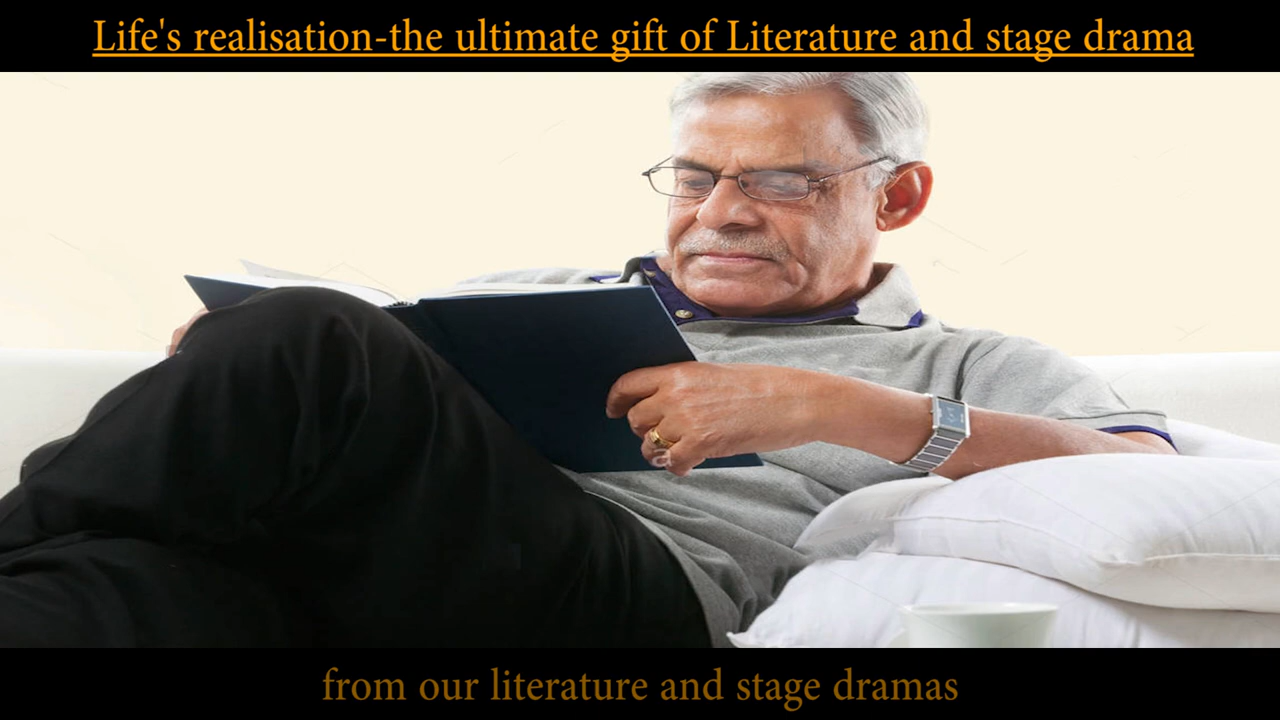 Life's realisation-the ultimate gift of Literature and stage drama
from our literature and stage dramas